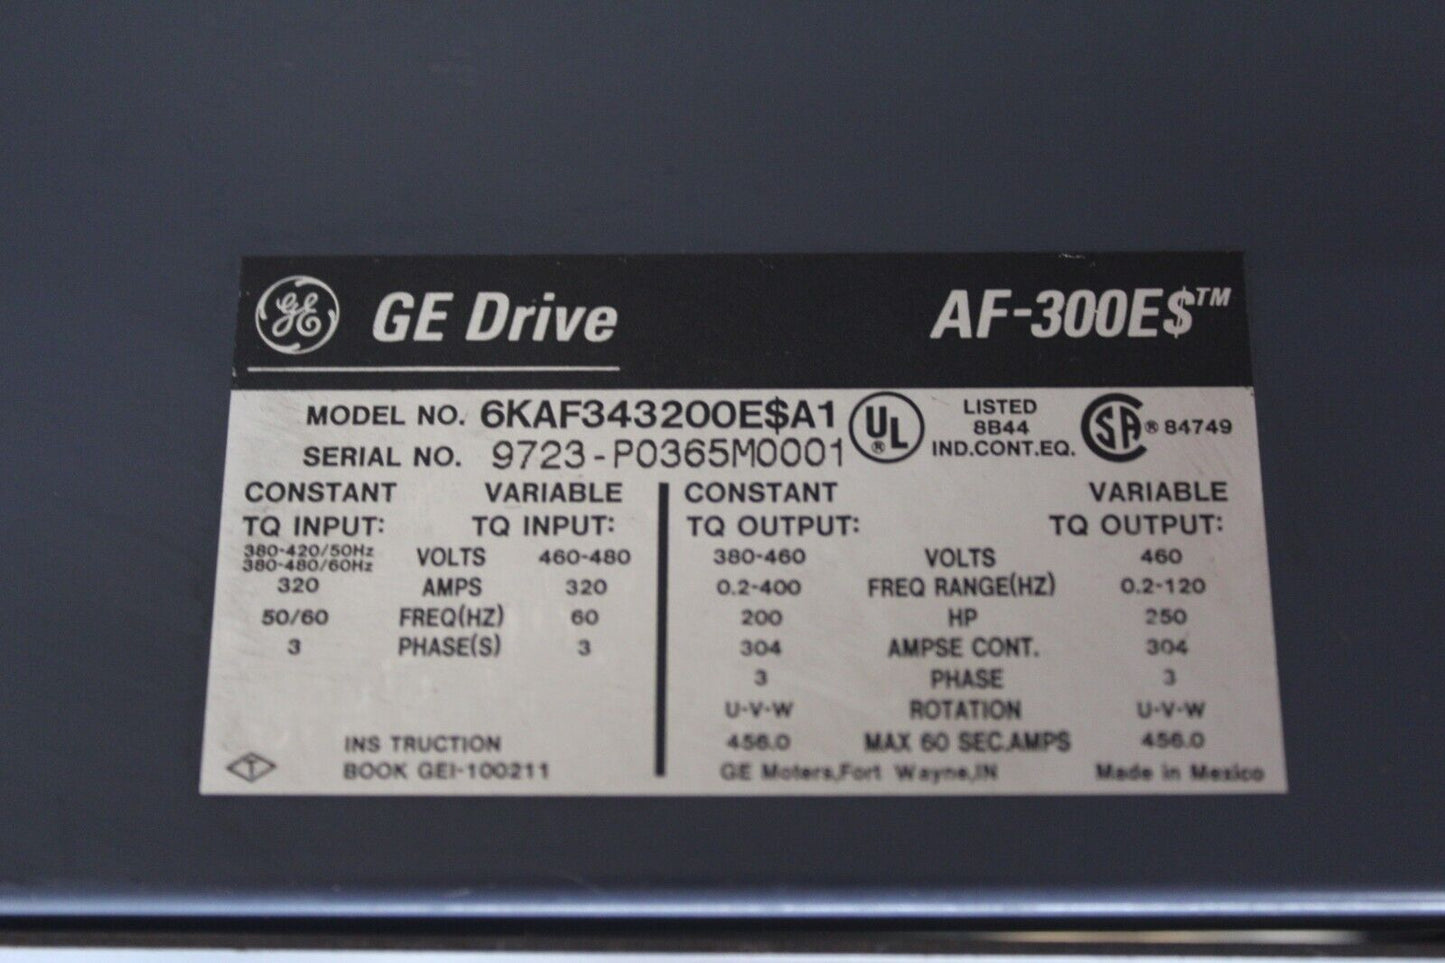 GE GE Drive AF-300E$™
MODEL NO. 6KAF343200E$A1 UL® LISTED 8B44 IND.CONT.EQ. SA® 84749
SERIAL NO. 9723-P0365M0001
CONSTANT VARIABLE CONSTANT VARIABLE
TQ INPUT: TQ INPUT: TQ OUTPUT: TQ OUTPUT:
380-420/50Hz
380-480/60Hz VOLTS 460-480 380-460 VOLTS 460
320 AMPS 320 0.2-400 FREQ RANGE(HZ) 0.2-120
50/60 FREQ(HZ) 60 200 HP 250
3 PHASE(S) 3 304 AMPSE CONT. 304
3 PHASE 3
U-V-W ROTATION U-V-W
INS TRUCTION 456.0 MAX 60 SEC.AMPS 456.0
T BOOK GEI-100211 GE Moters,Fort Wayne,IN Made in Mexico